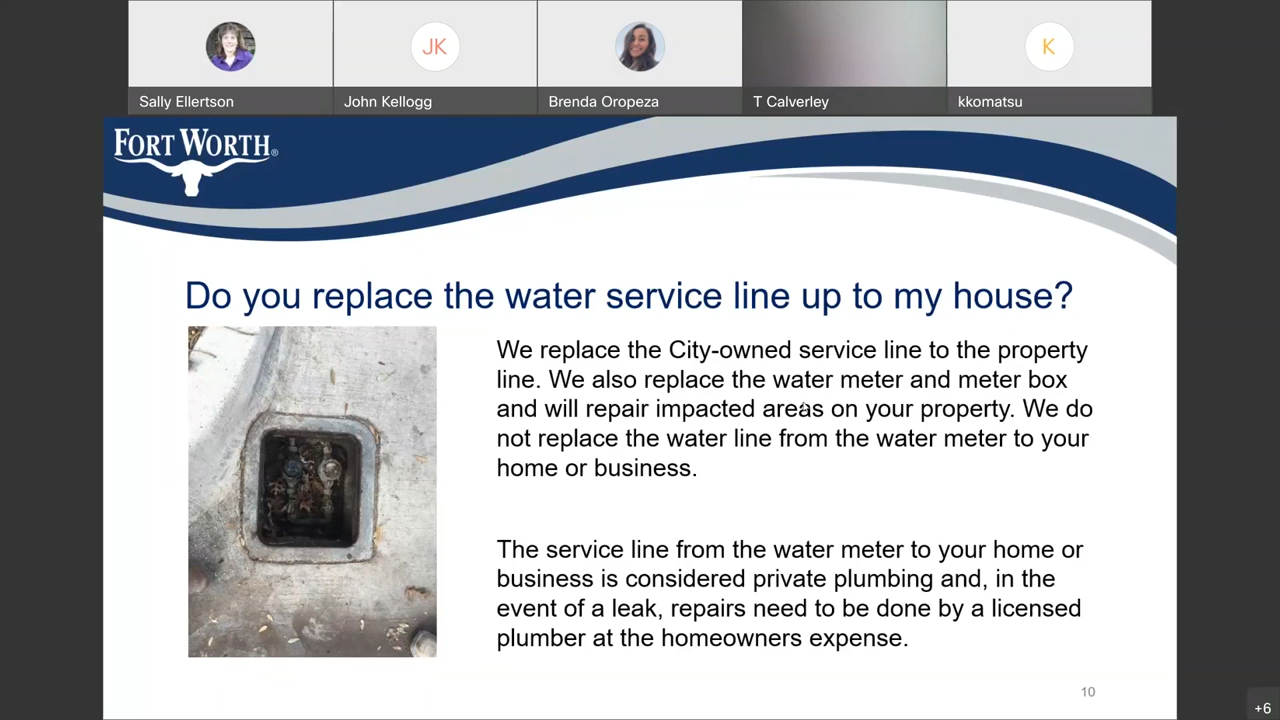 JK
K
Sally Ellertson
John Kellogg
Brenda Oropeza
T Calverley
kkomatsu
FORT WORTH®
Do you replace the water service line up to my house?
We replace the City-owned service line to the property
line. We also replace the water meter and meter box
and will repair impacted areas on your property. We do
not replace the water line from the water meter to your
home or business.
The service line from the water meter to your home or
business is considered private plumbing and, in the
event of a leak, repairs need to be done by a licensed
plumber at the homeowners expense.
10
+6